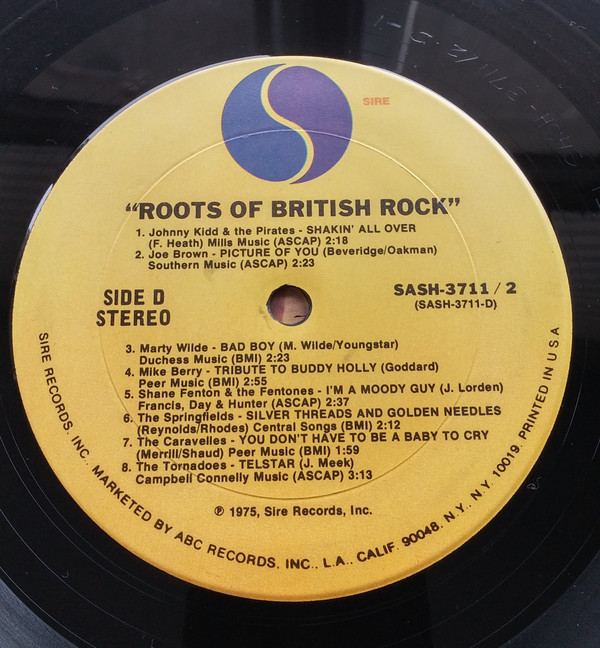 SIRE
"ROOTS OF BRITISH ROCK"
1. Johnny Kidd & the Pirates - SHAKIN' ALL OVER
(F. Heath) Mills Music (ASCAP) 2:18
2. Joe Brown - PICTURE OF YOU (Beveridge/Oakman)
Southern Music (ASCAP) 2:23
SIDE D
STEREO
SASH-3711 / 2
(SASH-3711-D)
3. Marty Wilde - BAD BOY (M. Wilde/Youngstar)
Duchess Music (BMI) 2:23
4. Mike Berry - TRIBUTE TO BUDDY HOLLY (Goddard)
Peer Music (BMI) 2:55
5. Shane Fenton & the Fentones - I'M A MOODY GUY (J. Lorden)
Francis, Day & Hunter (ASCAP) 2:37
6. The Springfields - SILVER THREADS AND GOLDEN NEEDLES
(Reynolds/Rhodes) Central Songs (BMI) 2:12
7. The Caravelles - YOU DON'T HAVE TO BE A BABY TO CRY
(Merrill/Shaud) Peer Music (BMI) 1:59
8. The Tornadoes - TELSTAR (J. Meek)
Campbell Connelly Music (ASCAP) 3:13
℗ 1975, Sire Records, Inc.
SIRE RECORDS, INC. MARKETED BY ABC RECORDS, INC., L.A., CALIF. 90048, N.Y., N.Y. 10019. PRINTED IN U S A